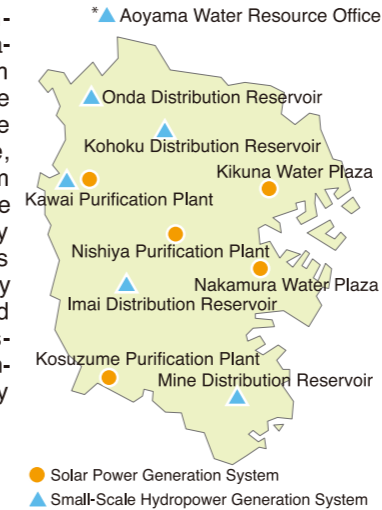 * Aoyama Water Resource Office
Onda Distribution Reservoir
Kohoku Distribution Reservoir
Kikuna Water Plaza
Kawai Purification Plant
Nishiya Purification Plant
Nakamura Water Plaza
Imai Distribution Reservoir
Kosuzume Purification Plant
Mine Distribution Reservoir
Solar Power Generation System
Small-Scale Hydropower Generation System